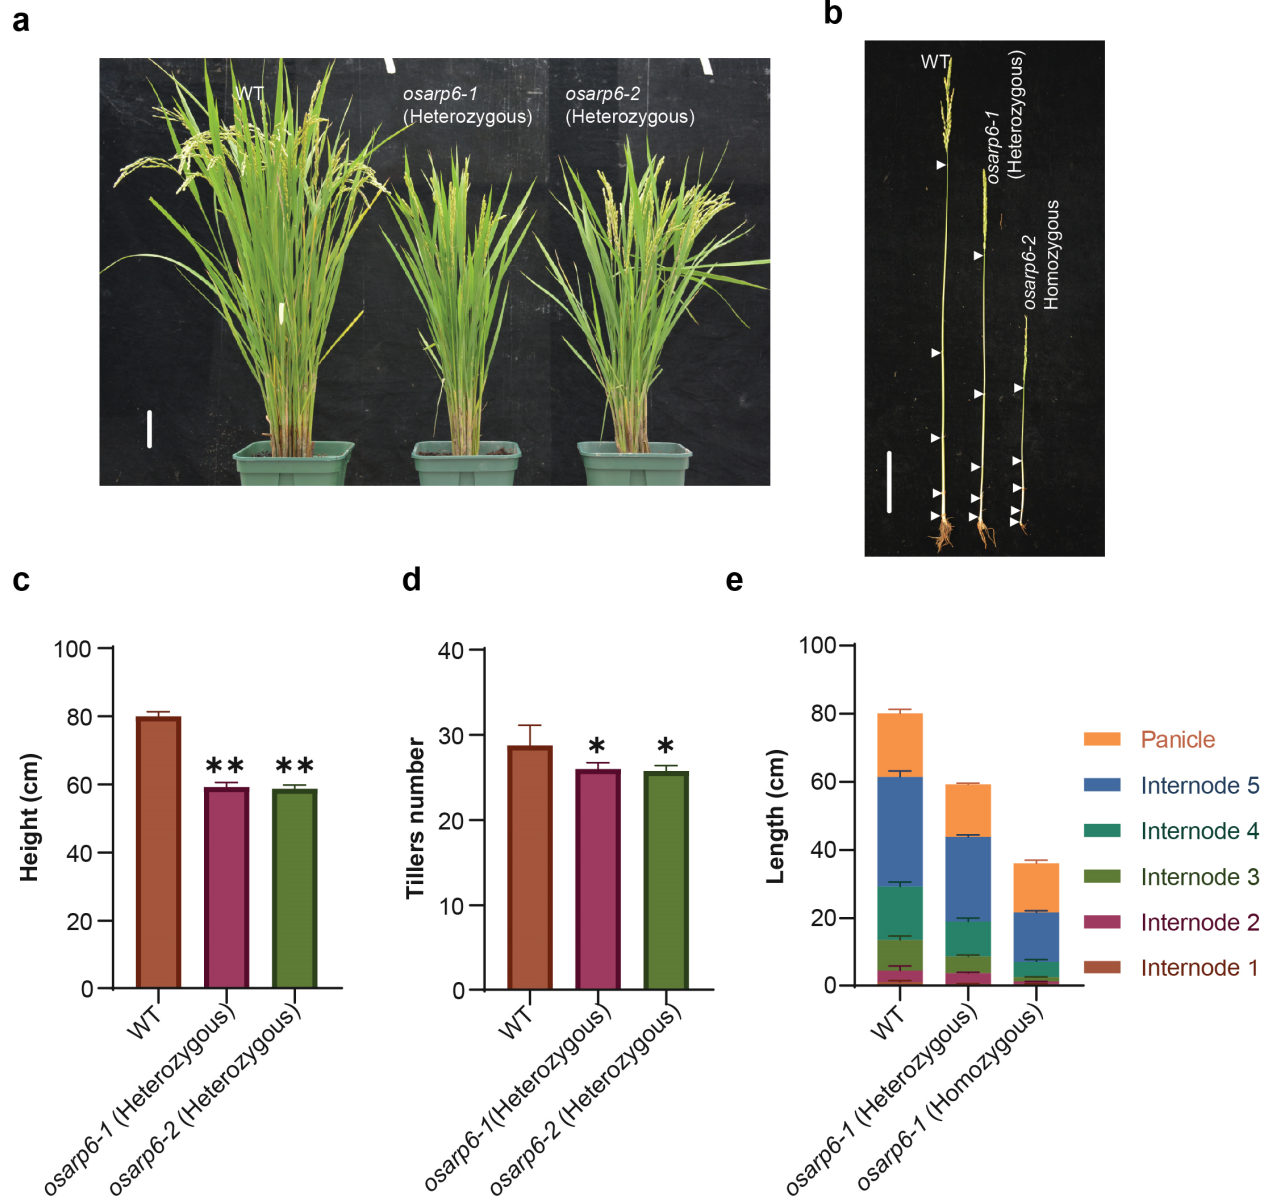 a
b
WT
osarp6-1
(Heterozygous)
osarp6-2
(Heterozygous)
WT
osarp6-1
(Heterozygous)
osarp6-2
Homozygous
c
d
e
Height (cm)
100
80
60
40
20
0
**
**
WT
osarp6-1 (Heterozygous)
osarp6-2 (Heterozygous)
Tillers number
40
30
20
10
0
*
*
WT
osarp6-1(Heterozygous)
osarp6-2 (Heterozygous)
Length (cm)
100
80
60
40
20
0
WT
osarp6-1 (Heterozygous)
osarp6-1 (Homozygous)
Panicle
Internode 5
Internode 4
Internode 3
Internode 2
Internode 1